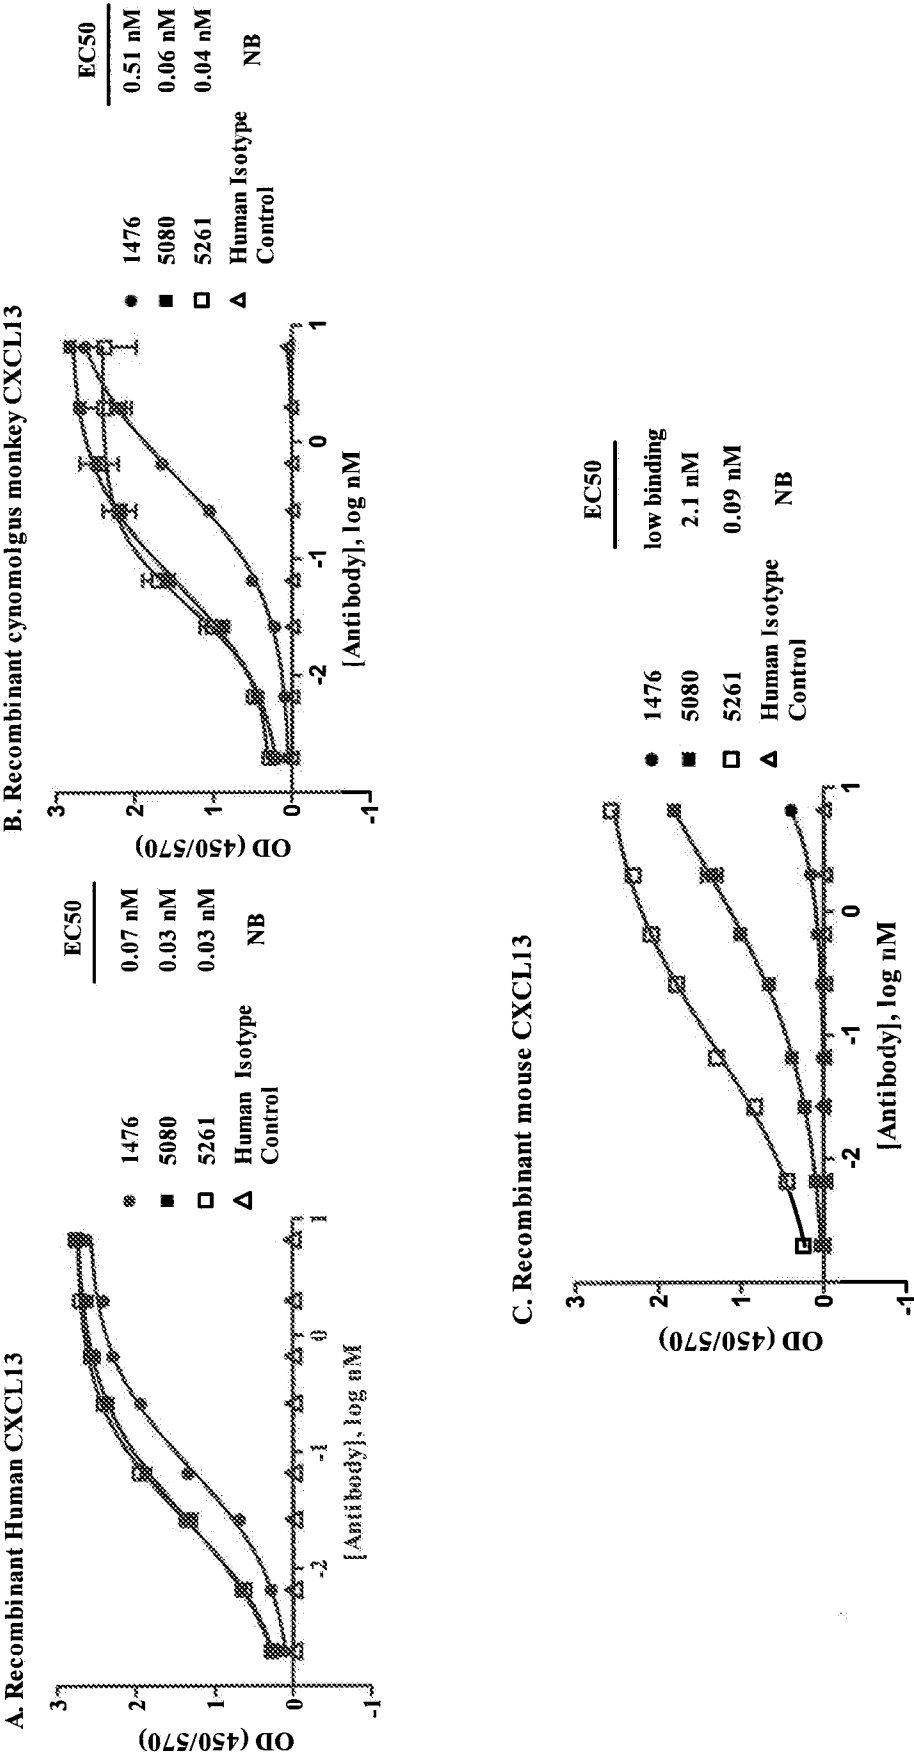 A. Recombinant Human CXCL13
3
2
1
0
-1
OD (450/570)
-2
-1
0
1
[Antibody], log nM
EC50
1476 0.07 nM
5080 0.03 nM
5261 0.03 nM
Human Isotype
Control
NB
B. Recombinant cynomolgus monkey CXCL13
3
2
1
0
-1
OD (450/570)
-2
-1
0
1
[Antibody], log nM
EC50
1476 0.51 nM
5080 0.06 nM
5261 0.04 nM
Human Isotype
Control
NB
C. Recombinant mouse CXCL13
3
2
1
0
-1
OD (450/570)
-2
-1
0
1
[Antibody], log nM
EC50
1476 low binding
5080 2.1 nM
5261 0.09 nM
Human Isotype
Control
NB